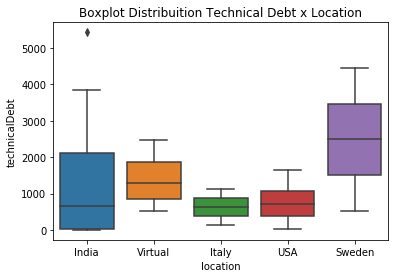 Boxplot Distribuition Technical Debt x Location
technicalDebt
5000
4000
3000
2000
1000
0
India Virtual Italy USA Sweden
location